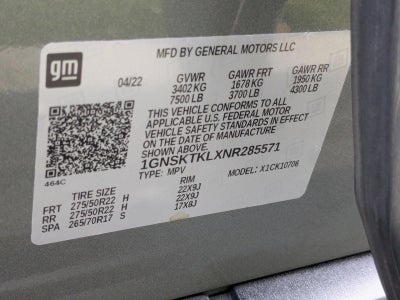 gm
MFD BY GENERAL MOTORS LLC
04/22 GVWR GAWR FRT GAWR RR
3402 KG 1678 KG 1950 KG
7500 LB 3700 LB 4300 LB
THIS VEHICLE CONFORMS TO ALL
APPLICABLE U.S. FEDERAL MOTOR
VEHICLE SAFETY STANDARDS IN EFFECT
ON THE DATE OF MANUFACTURE SHOWN ABOVE.
1GNSKTKLXNR285571
464C TYPE: MPV MODEL: X1CK10706
TIRE SIZE RIM
FRT 275/50R22 H 22X9J
RR 275/50R22 H 22X9J
SPA 265/70R17 S 17X8J